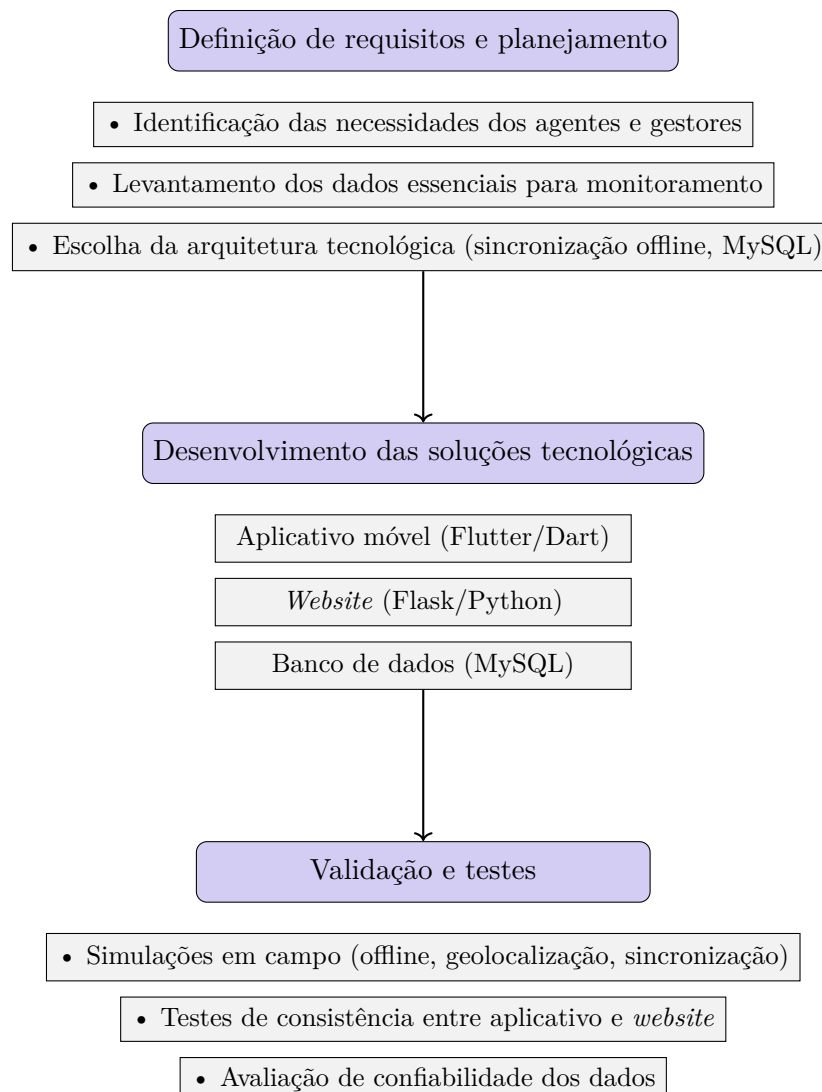 Definição de requisitos e planejamento
• Identificação das necessidades dos agentes e gestores
• Levantamento dos dados essenciais para monitoramento
• Escolha da arquitetura tecnológica (sincronização offline, MySQL)
Desenvolvimento das soluções tecnológicas
Aplicativo móvel (Flutter/Dart)
Website (Flask/Python)
Banco de dados (MySQL)
Validação e testes
• Simulações em campo (offline, geolocalização, sincronização)
• Testes de consistência entre aplicativo e website
• Avaliação de confiabilidade dos dados